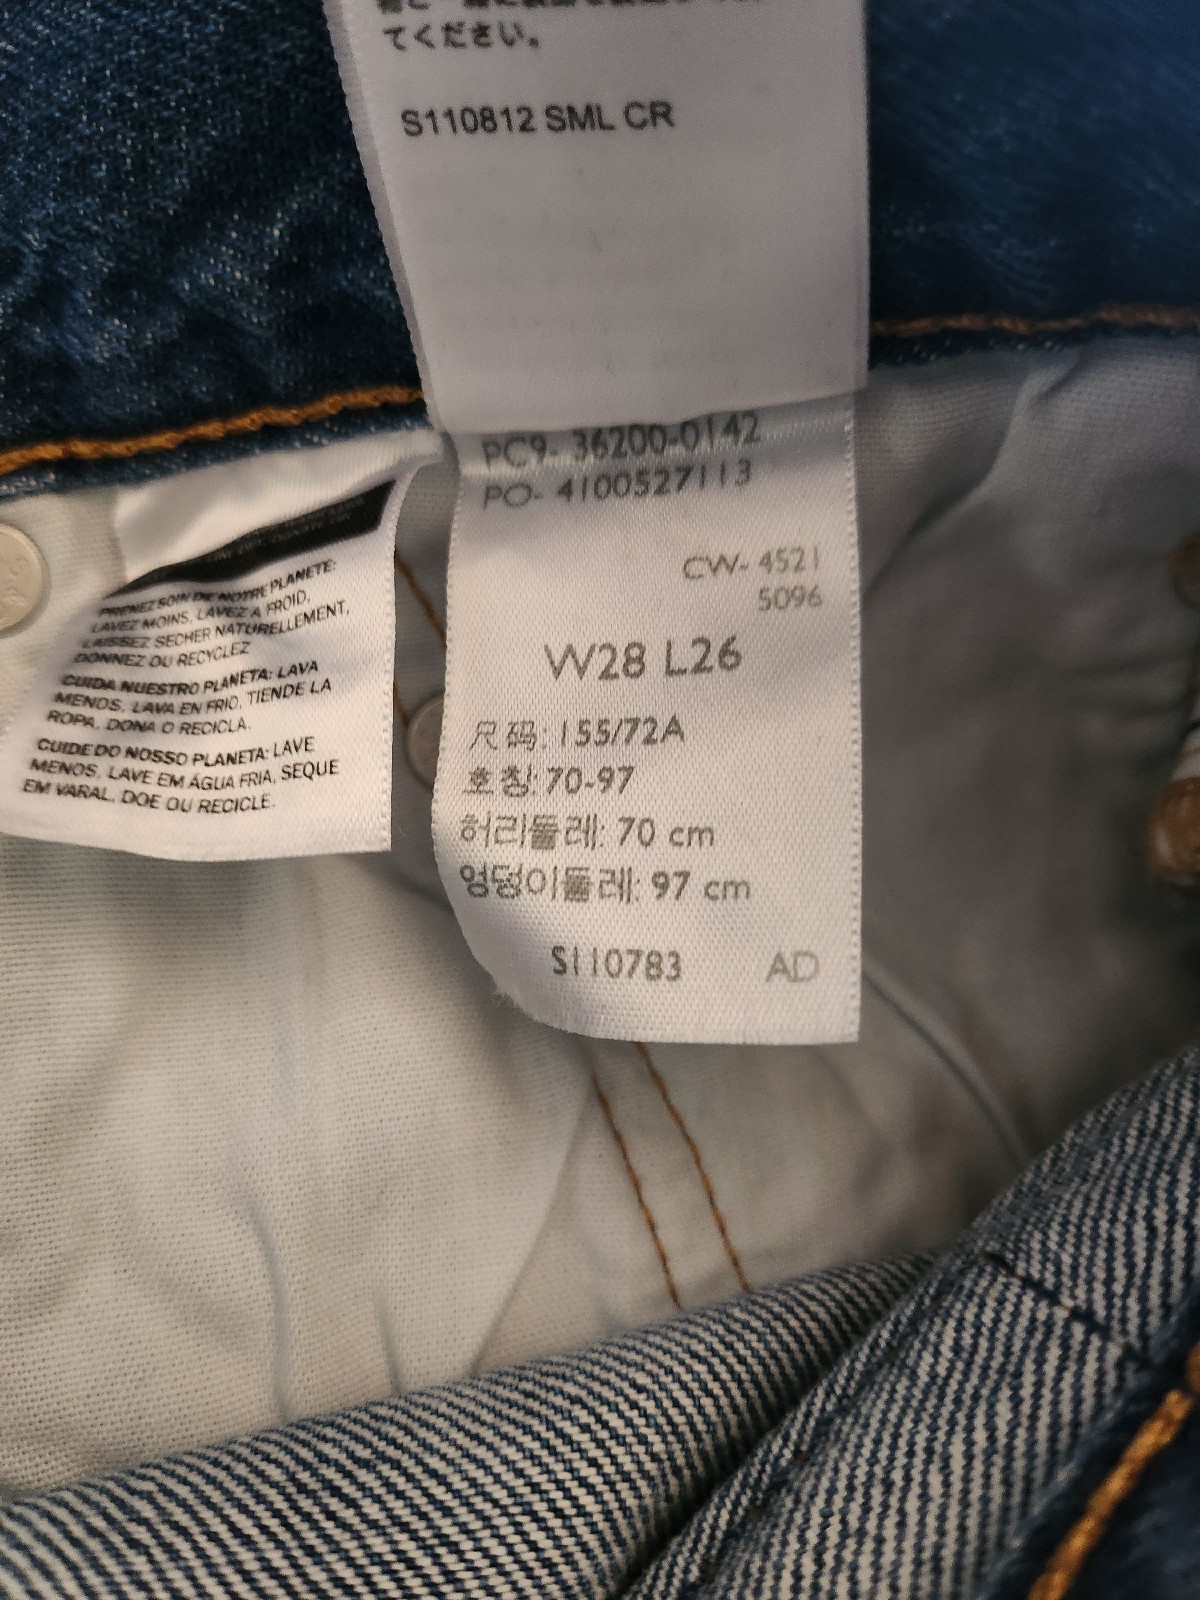 てください。
S110812 SML CR
PC9- 36200-0142
PO- 4100527113
CW- 4521
5096
W28 L26
尺码: 155/72A
호칭: 70-97
허리둘레: 70 cm
엉덩이둘레: 97 cm
S110783 AD
PRENEZ SOIN DE NOTRE PLANETE:
LAVEZ MOINS, LAVEZ A FROID,
LAISSEZ SECHER NATURELLEMENT,
DONNEZ OU RECYCLEZ
CUIDA NUESTRO PLANETA: LAVA
MENOS, LAVA EN FRIO, TIENDE LA
ROPA, DONA O RECICLA.
CUIDE DO NOSSO PLANETA: LAVE
MENOS, LAVE EM ÁGUA FRIA, SEQUE
EM VARAL, DOE OU RECICLE.